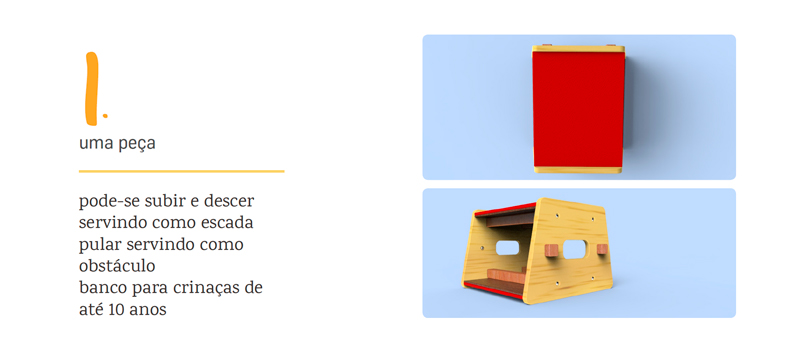 1.
uma peça
pode-se subir e descer
servindo como escada
pular servindo como
obstáculo
banco para crinaças de
até 10 anos